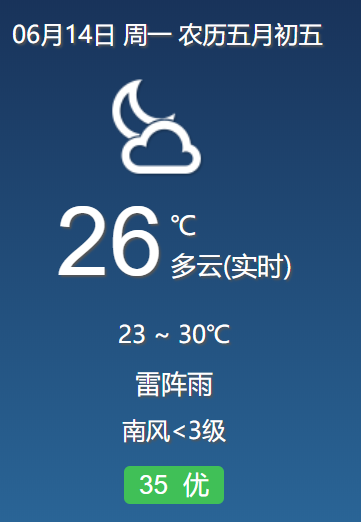 06月14日 周一 农历五月初五
26 ℃
多云(实时)
23 ~ 30℃
雷阵雨
南风<3级
35 优